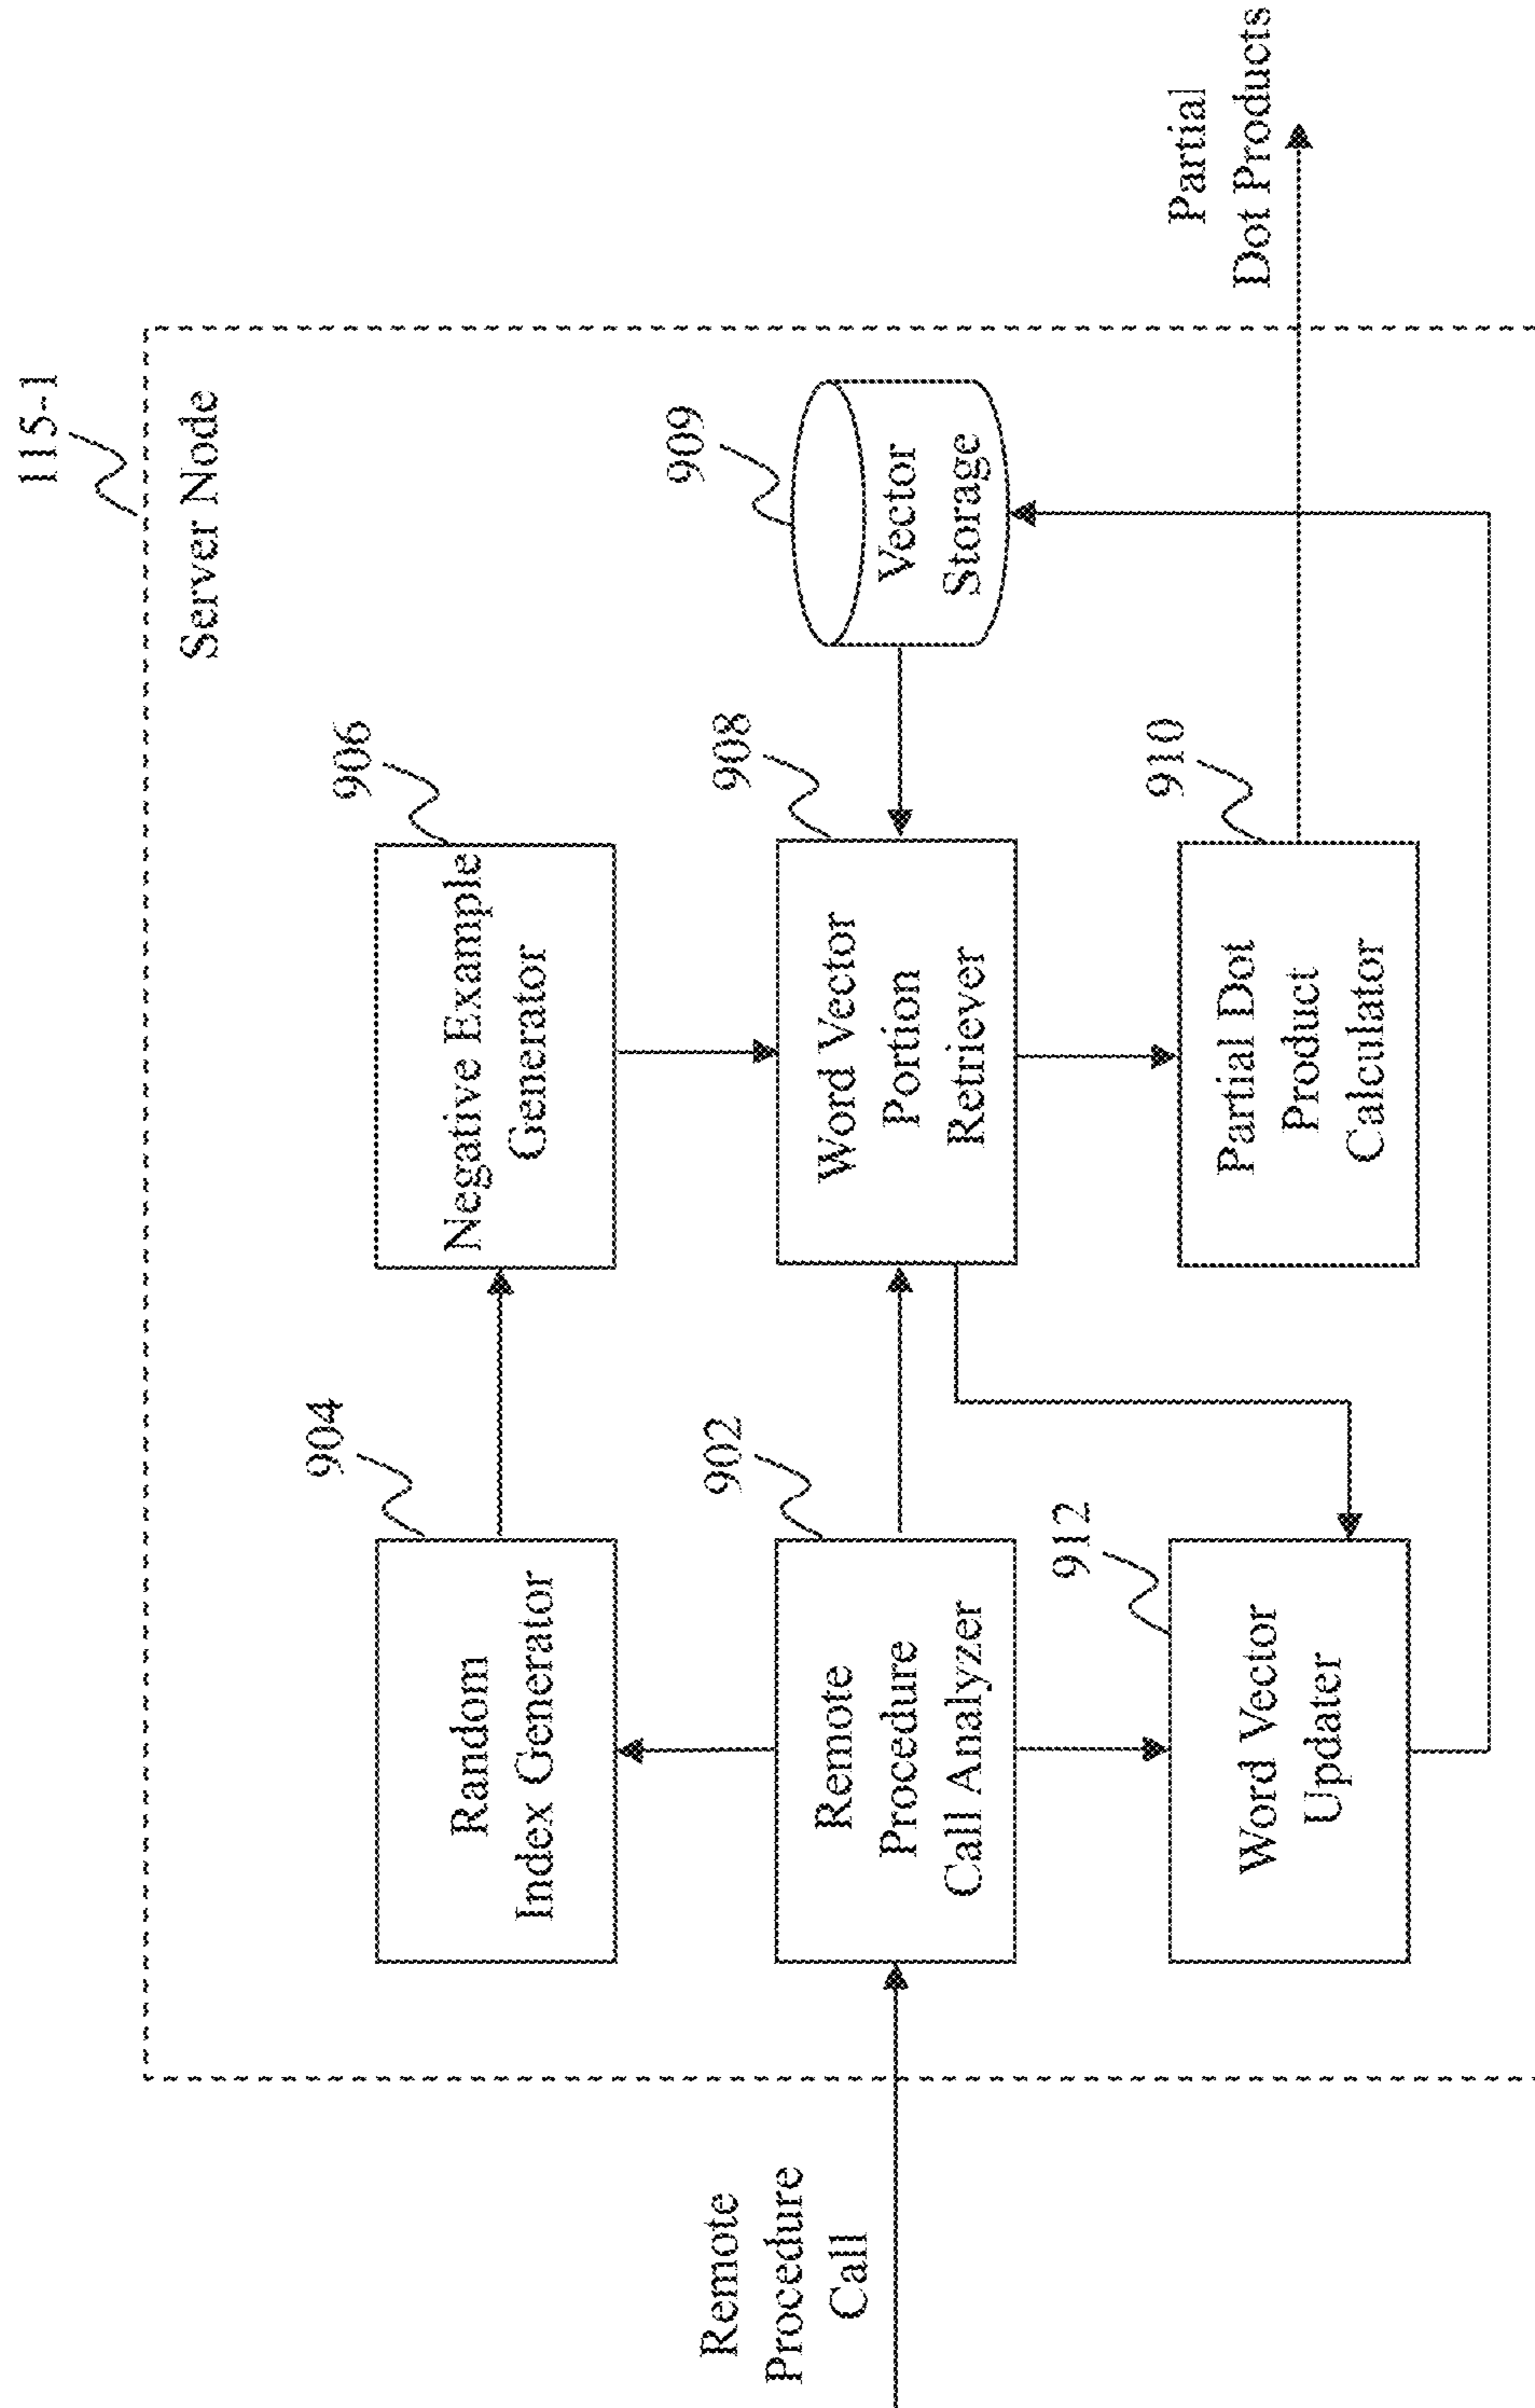 115-1
Server Node
904
906
Random
Index Generator
Negative Example
Generator
902
908
909
Remote
Procedure
Call
Remote
Procedure
Call Analyzer
Word Vector
Portion
Retriever
Vector
Storage
912
910
Word Vector
Updater
Partial Dot
Product
Calculator
Partial
Dot Products